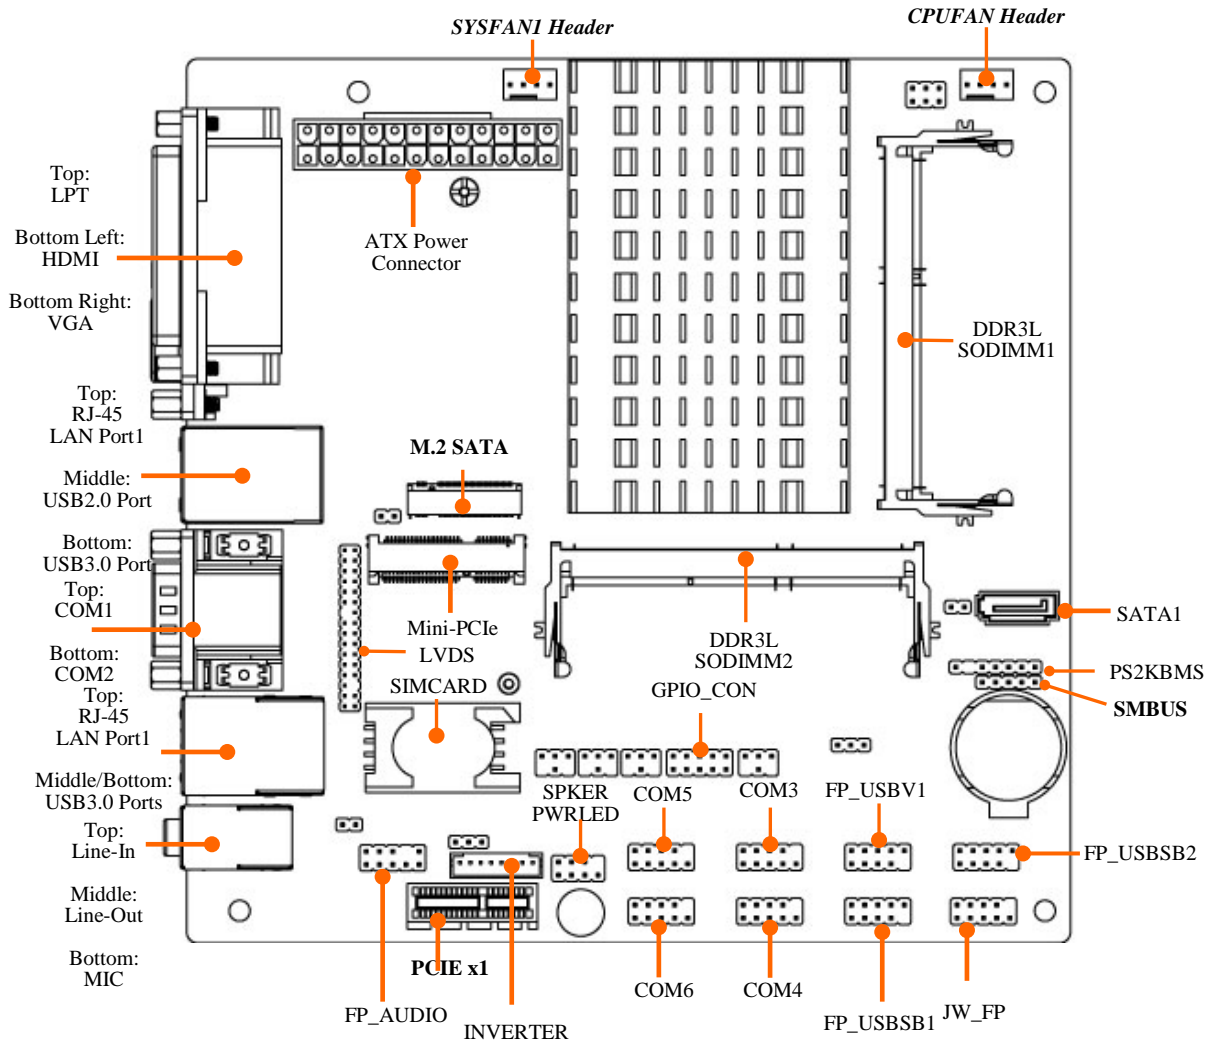 SYSFAN1 Header
CPUFAN Header
Top:
LPT
Bottom Left:
HDMI
Bottom Right:
VGA
ATX Power
Connector
DDR3L
SODIMM1
Top:
RJ-45
LAN Port1
Middle:
USB2.0 Port
Bottom:
USB3.0 Port
M.2 SATA
Top:
COM1
Bottom:
COM2
Mini-PCIe
LVDS
SIMCARD
DDR3L
SODIMM2
GPIO_CON
SATA1
PS2KBMS
SMBUS
Top:
RJ-45
LAN Port1
Middle/Bottom:
USB3.0 Ports
SPKER
PWRLED
COM5
COM3
FP_USBV1
Top:
Line-In
FP_USBSB2
Middle:
Line-Out
Bottom:
MIC
PCIE x1
FP_AUDIO
INVERTER
COM6
COM4
FP_USBSB1
JW_FP